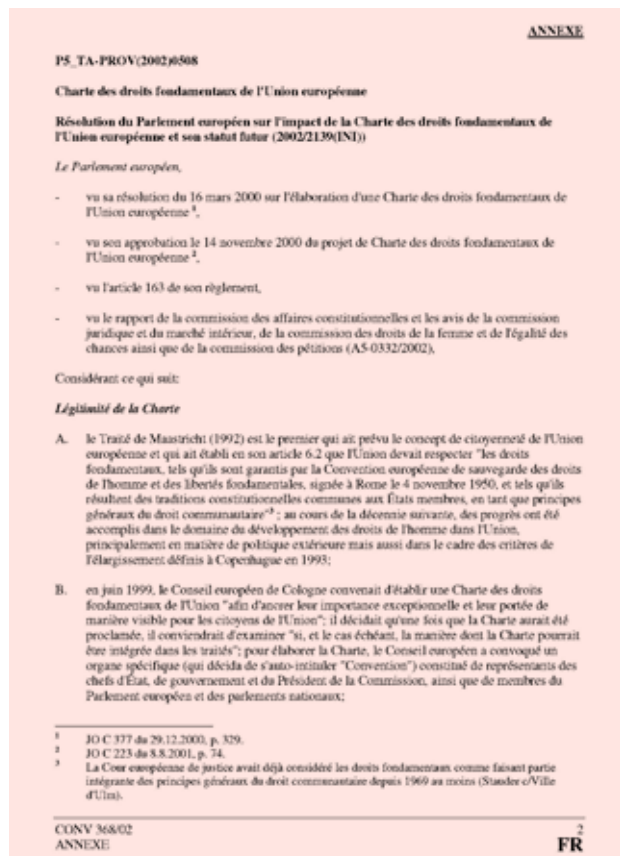 ANNEXE
P5_TA-PROV(2002)0508
Charte des droits fondamentaux de l'Union européenne
Résolution du Parlement européen sur l'impact de la Charte des droits fondamentaux de
l'Union européenne et son statut futur (2002/2139(INI))
Le Parlement européen,
- vu sa résolution du 16 mars 2000 sur l'élaboration d'une Charte des droits fondamentaux de
l'Union européenne ¹,
- vu son approbation le 14 novembre 2000 du projet de Charte des droits fondamentaux de
l'Union européenne ²,
- vu l'article 163 de son règlement,
- vu le rapport de la commission des affaires constitutionnelles et les avis de la commission
juridique et du marché intérieur, de la commission des droits de la femme et de l'égalité des
chances ainsi que de la commission des pétitions (A5-0332/2002),
Considérant ce qui suit:
Légitimité de la Charte
A. le Traité de Maastricht (1992) est le premier qui ait prévu le concept de citoyenneté de l'Union
européenne et qui ait établi en son article 6.2 que l'Union devait respecter "les droits
fondamentaux, tels qu'ils sont garantis par la Convention européenne de sauvegarde des droits
de l'homme et des libertés fondamentales, signée à Rome le 4 novembre 1950, et tels qu'ils
résultent des traditions constitutionnelles communes aux États membres, en tant que principes
généraux du droit communautaire"³ ; au cours de la décennie suivante, des progrès ont été
accomplis dans le domaine du développement des droits de l'homme dans l'Union,
principalement en matière de politique extérieure mais aussi dans le cadre des critères de
l'élargissement définis à Copenhague en 1993;
B. en juin 1999, le Conseil européen de Cologne convenait d'établir une Charte des droits
fondamentaux de l'Union "afin d'ancrer leur importance exceptionnelle et leur portée de
manière visible pour les citoyens de l'Union"; il décidait qu'une fois que la Charte aurait été
proclamée, il conviendrait d'examiner "si, et le cas échéant, la manière dont la Charte pourrait
être intégrée dans les traités"; pour élaborer la Charte, le Conseil européen a convoqué un
organe spécifique (qui décida de s'auto-intituler "Convention") constitué de représentants des
chefs d'État, de gouvernement et du Président de la Commission, ainsi que de membres du
Parlement européen et des parlements nationaux;
¹ JO C 377 du 29.12.2000, p. 329.
² JO C 223 du 8.8.2001, p. 74.
³ La Cour européenne de justice avait déjà considéré les droits fondamentaux comme faisant partie
intégrante des principes généraux du droit communautaire depuis 1969 au moins (Stauder c/Ville
d'Ulm).
CONV 368/02 2
ANNEXE FR